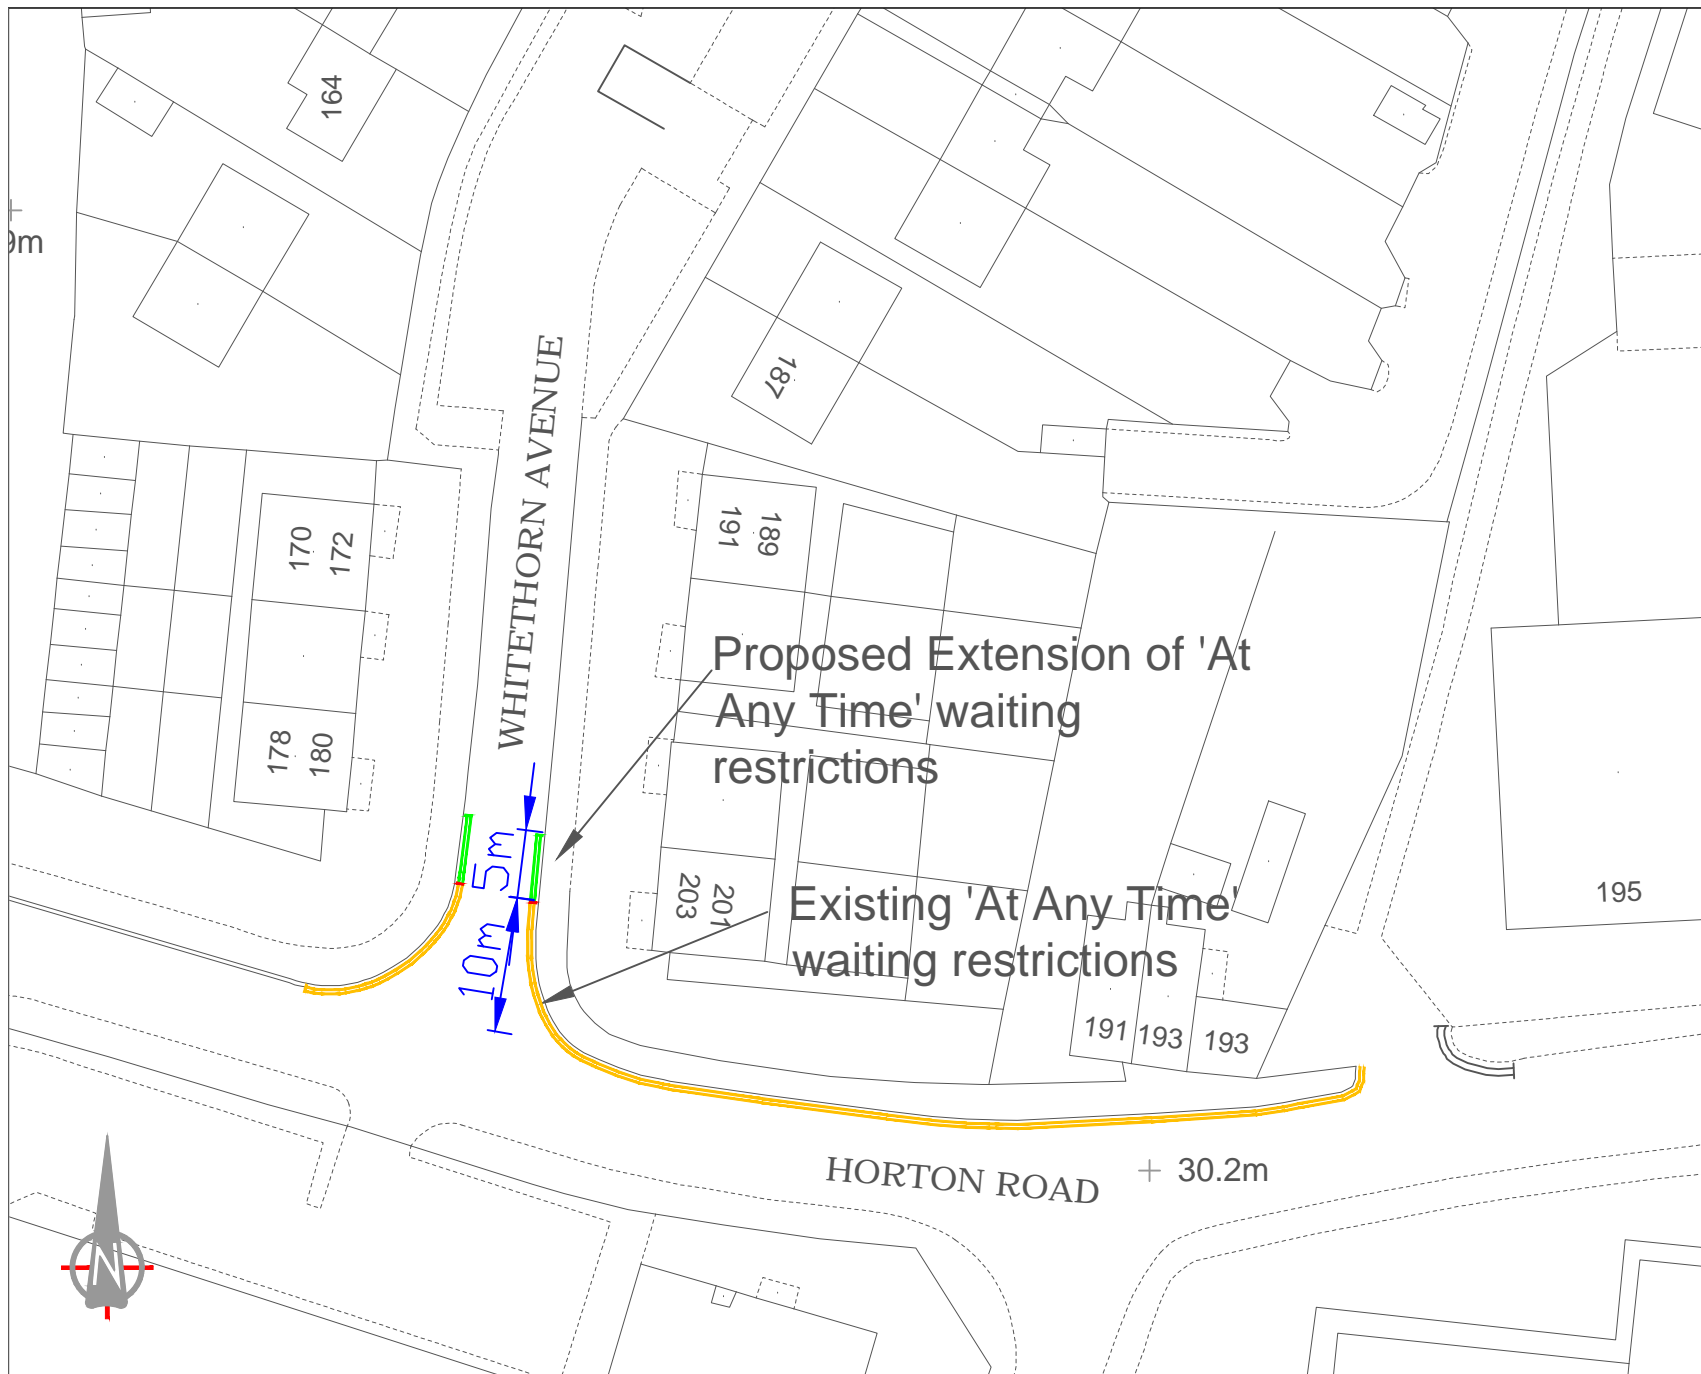 164
9m
WHITETHORN AVENUE
187
170
172
191
189
Proposed Extension of 'At
Any Time' waiting
restrictions
178
180
5m
10m
203
201
Existing 'At Any Time'
waiting restrictions
195
191
193
193
HORTON ROAD
30.2m
N